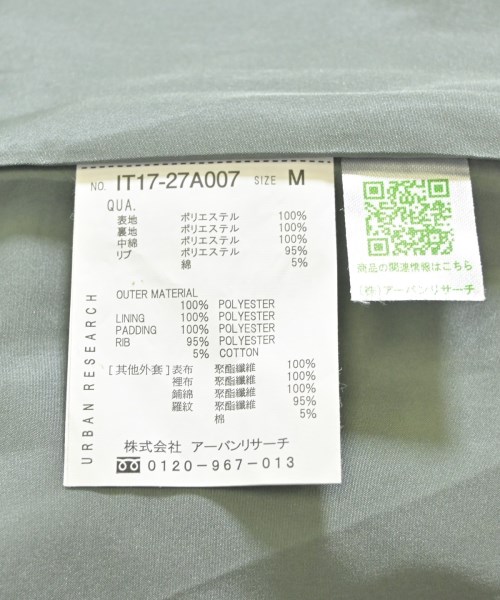 NO. IT17-27A007 SIZE M
QUA.
表地 ポリエステル 100%
裏地 ポリエステル 100%
中綿 ポリエステル 100%
リブ ポリエステル 95%
綿 5%
OUTER MATERIAL
100% POLYESTER
LINING 100% POLYESTER
PADDING 100% POLYESTER
RIB 95% POLYESTER
5% COTTON
[其他外套] 表布 聚酯纖維 100%
裡布 聚酯纖維 100%
鋪綿 聚酯纖維 100%
羅紋 聚酯纖維 95%
棉 5%
株式会社 アーバンリサーチ
0120-967-013
URBAN RESEARCH
商品の関連情報はこちら
(株)アーバンリサーチ